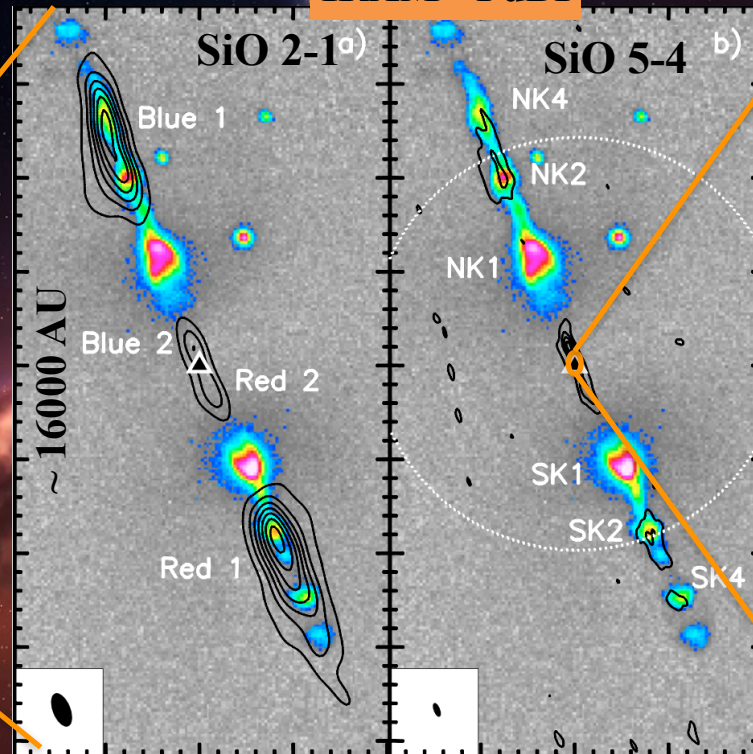 SiO 2-1 a)
SiO 5-4 b)
Blue 1
NK4
NK2
NK1
Blue 2
Red 2
~ 16000 AU
SK1
SK2
Red 1
SK4